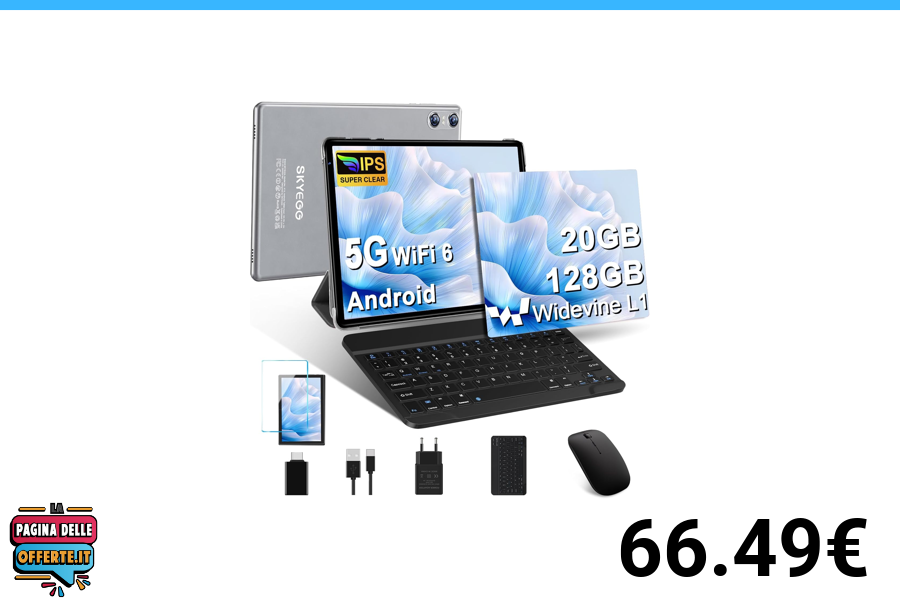 SKYEGG
IPS
SUPER CLEAR
5G WiFi 6
Android
20GB
128GB
Widevine L1
LA
PAGINA DELLE
OFFERTE.IT
66.49€